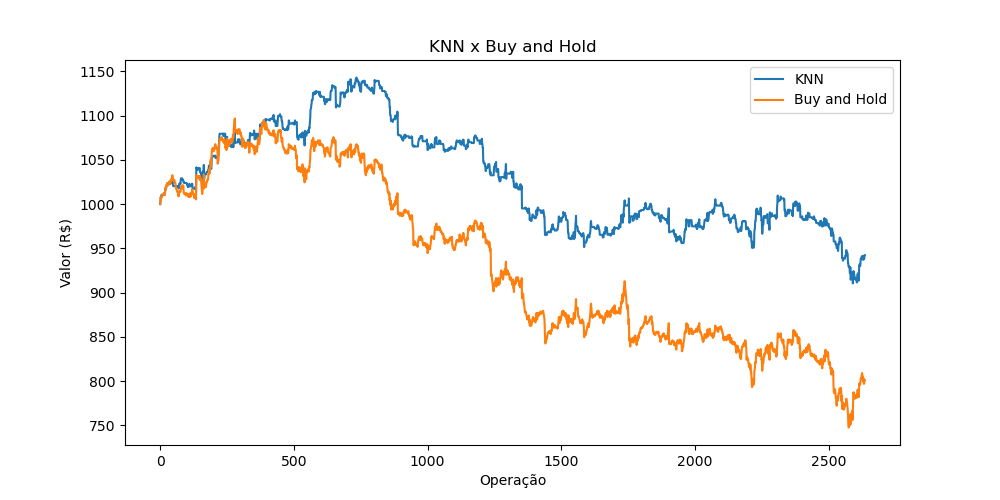 KNN x Buy and Hold
KNN
Buy and Hold
Valor (R$)
1150
1100
1050
1000
950
900
850
800
750
0 500 1000 1500 2000 2500
Operação